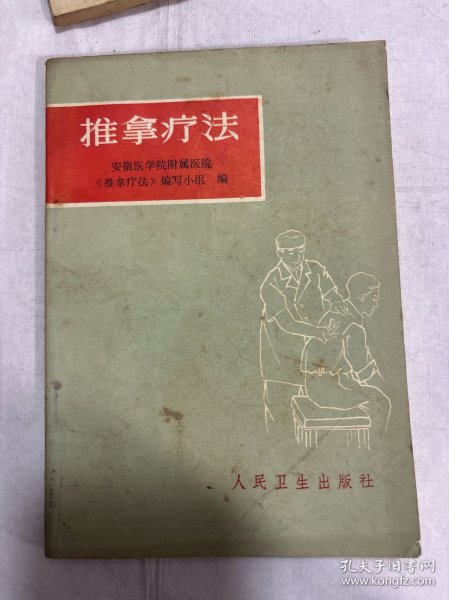 推拿疗法
安徽医学院附属医院
《推拿疗法》编写小组 编
人民卫生出版社
孔夫子旧书网
www.kongfz.com